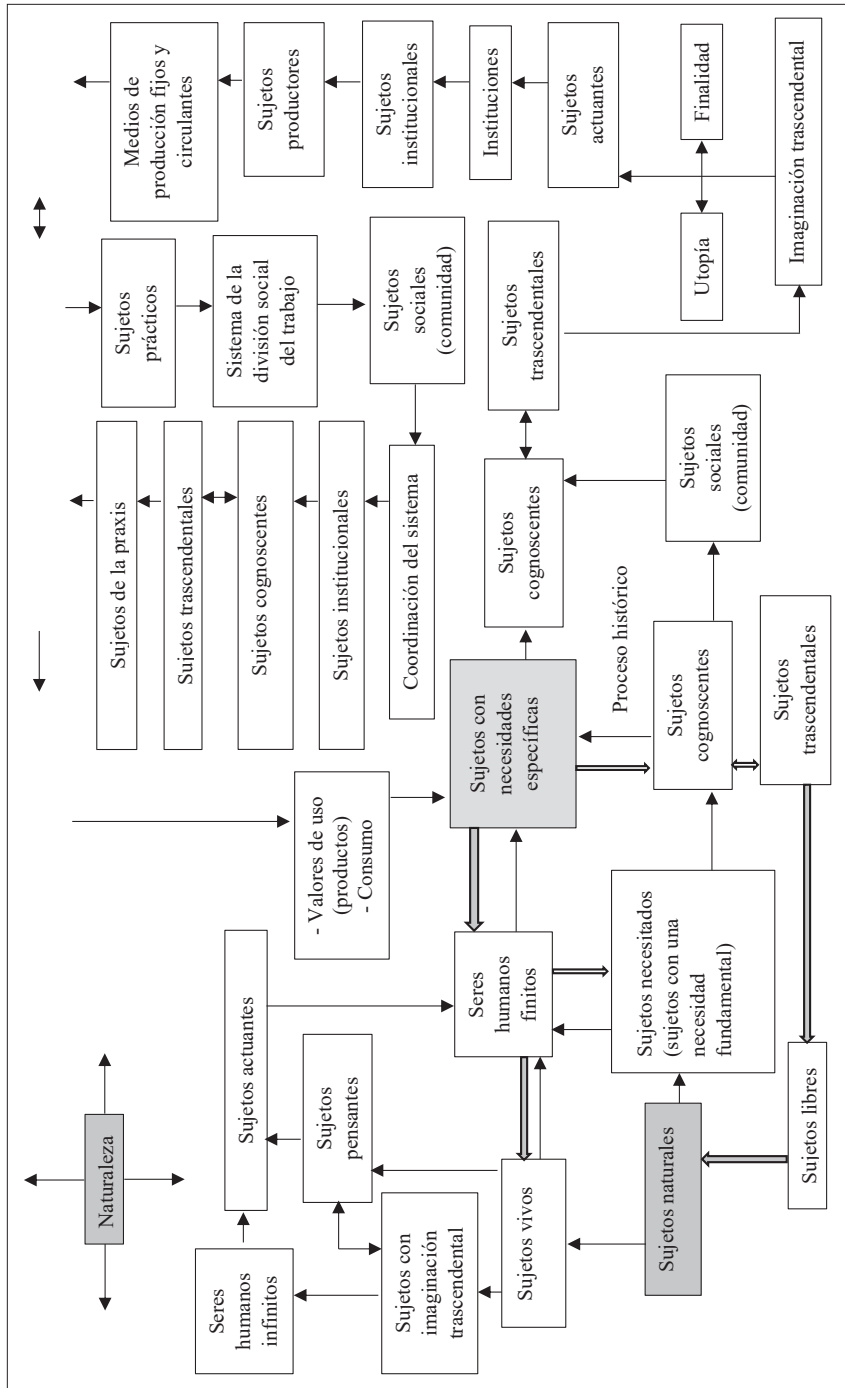 Naturaleza
Seres
humanos
infinitos
Sujetos actuantes
Sujetos
pensantes
Sujetos con
imaginación
trascendental
Sujetos vivos
Seres
humanos
finitos
- Valores de uso
(productos)
- Consumo
Sujetos con
necesidades
específicas
Sujetos naturales
Sujetos necesitados
(sujetos con una
necesidad
fundamental)
Sujetos libres
Proceso histórico
Sujetos
cognoscentes
Sujetos
trascendentales
Sujetos
sociales
(comunidad)
Sujetos
cognoscentes
Sujetos
trascendentales
Sujetos de la praxis
Sujetos trascendentales
Sujetos cognoscentes
Sujetos institucionales
Coordinación del sistema
Sujetos
prácticos
Sistema de la
división social
del trabajo
Sujetos
sociales
(comunidad)
Medios de
producción fijos y
circulantes
Sujetos
productores
Sujetos
institucionales
Instituciones
Sujetos
actuantes
Utopía
Finalidad
Imaginación trascendental